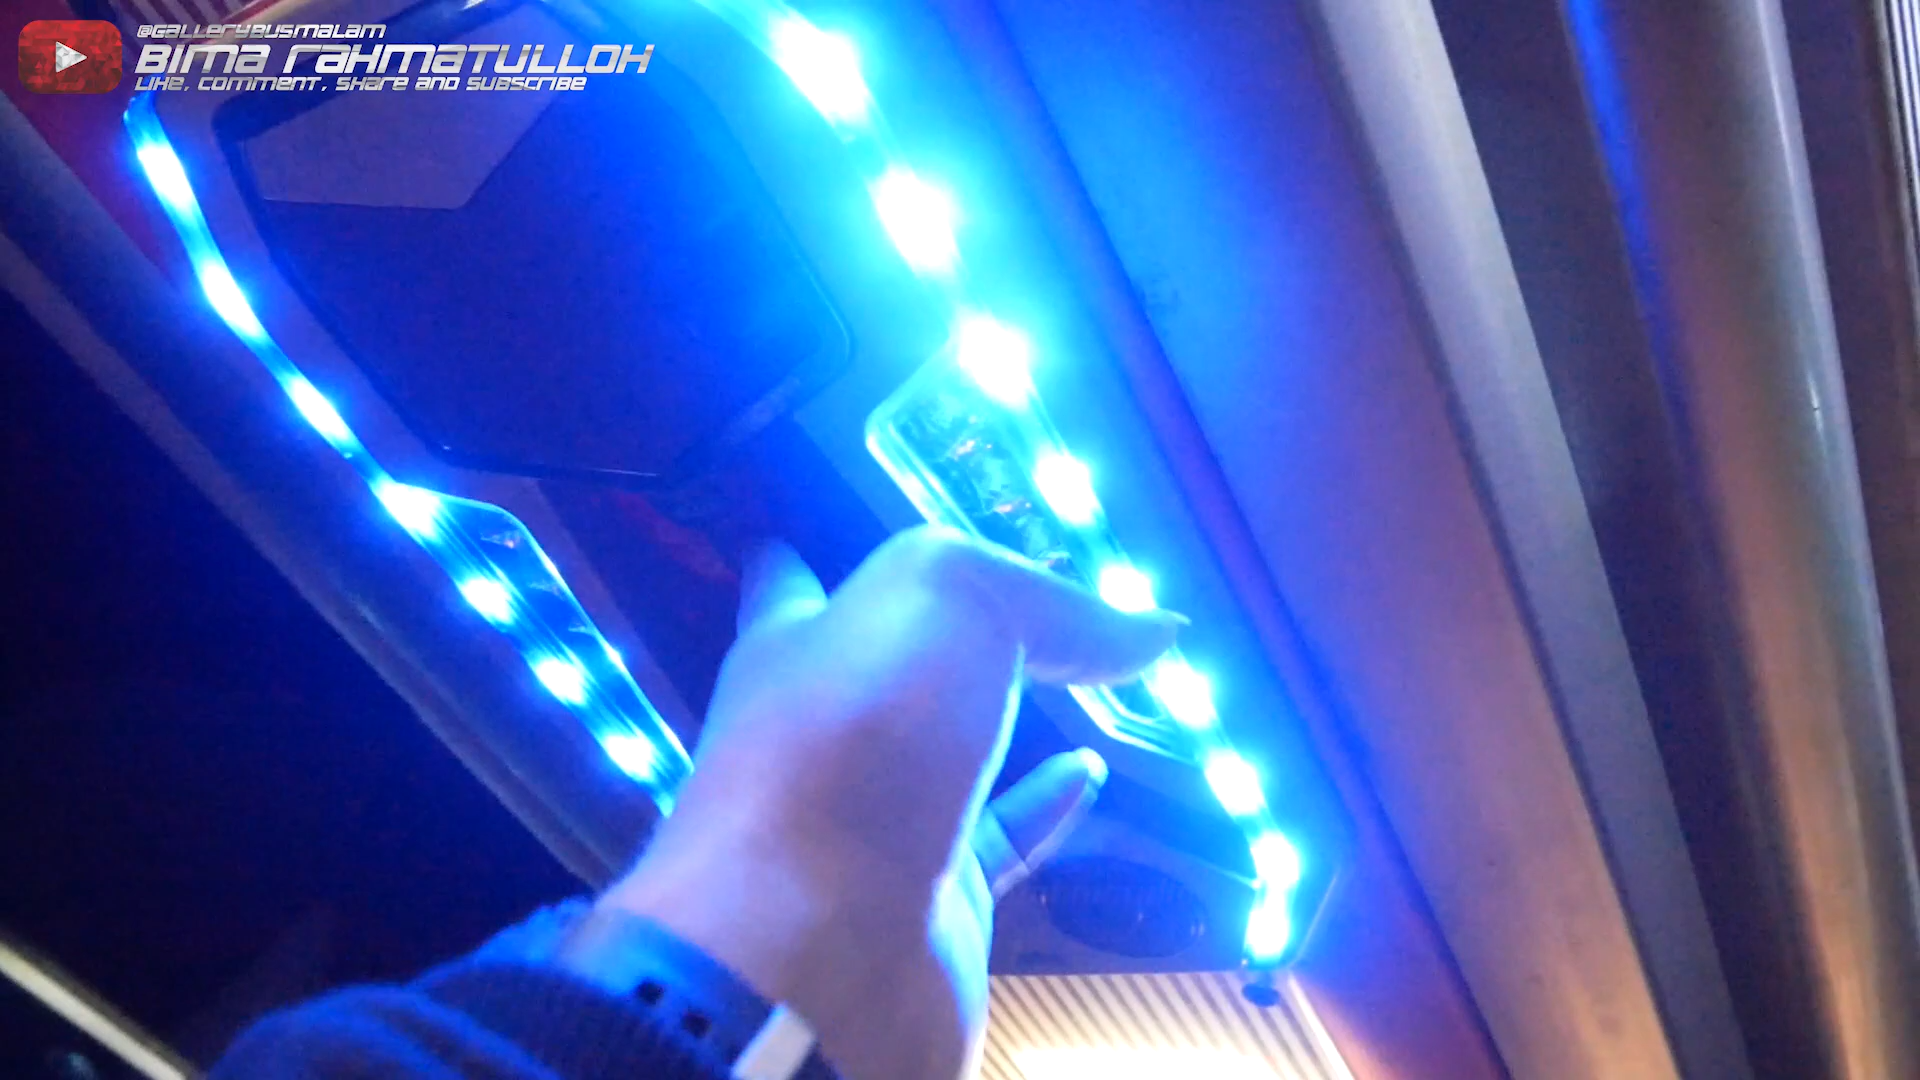 @GALLERYBUSMALAM
BIMA RAHMATULLOH
LIKE, COMMENT, SHARE AND SUBSCRIBE